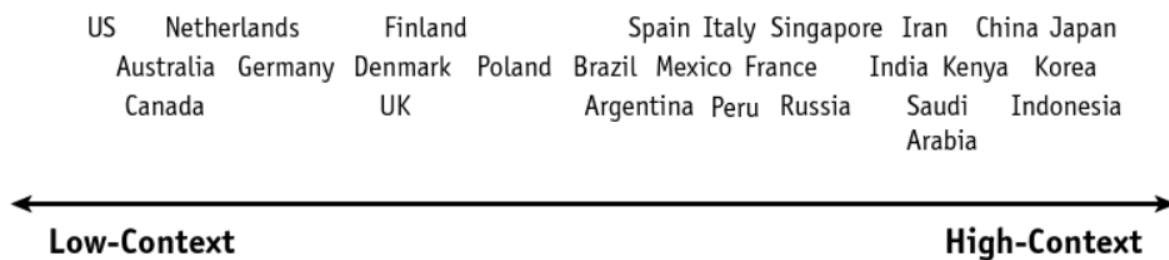 US Netherlands Finland Spain Italy Singapore Iran China Japan
Australia Germany Denmark Poland Brazil Mexico France India Kenya Korea
Canada UK Argentina Peru Russia Saudi Indonesia
Arabia
Low-Context High-Context